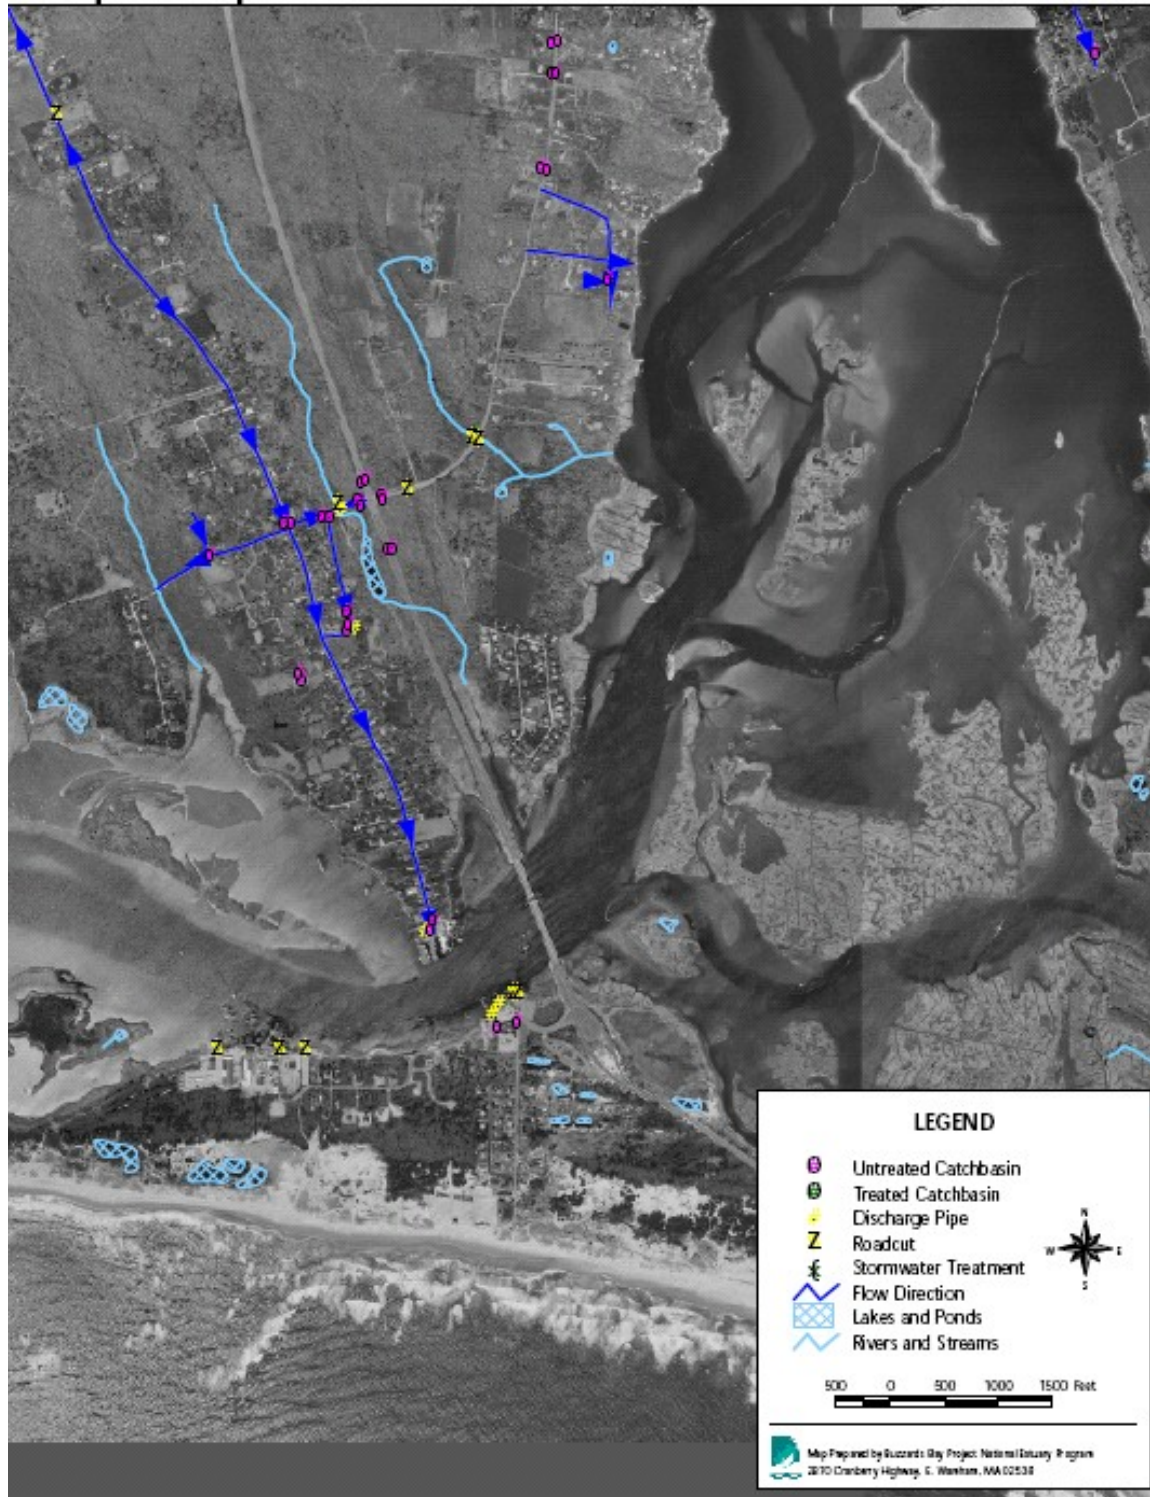 LEGEND
Untreated Catchbasin
Treated Catchbasin
Discharge Pipe
Roadcut
Stormwater Treatment
Flow Direction
Lakes and Ponds
Rivers and Streams
N
W E
S
500 0 500 1000 1500 Feet
Map Prepared by Buzzards Bay Project National Estuary Program
2870 Cranberry Highway, E. Wareham, MA 02538